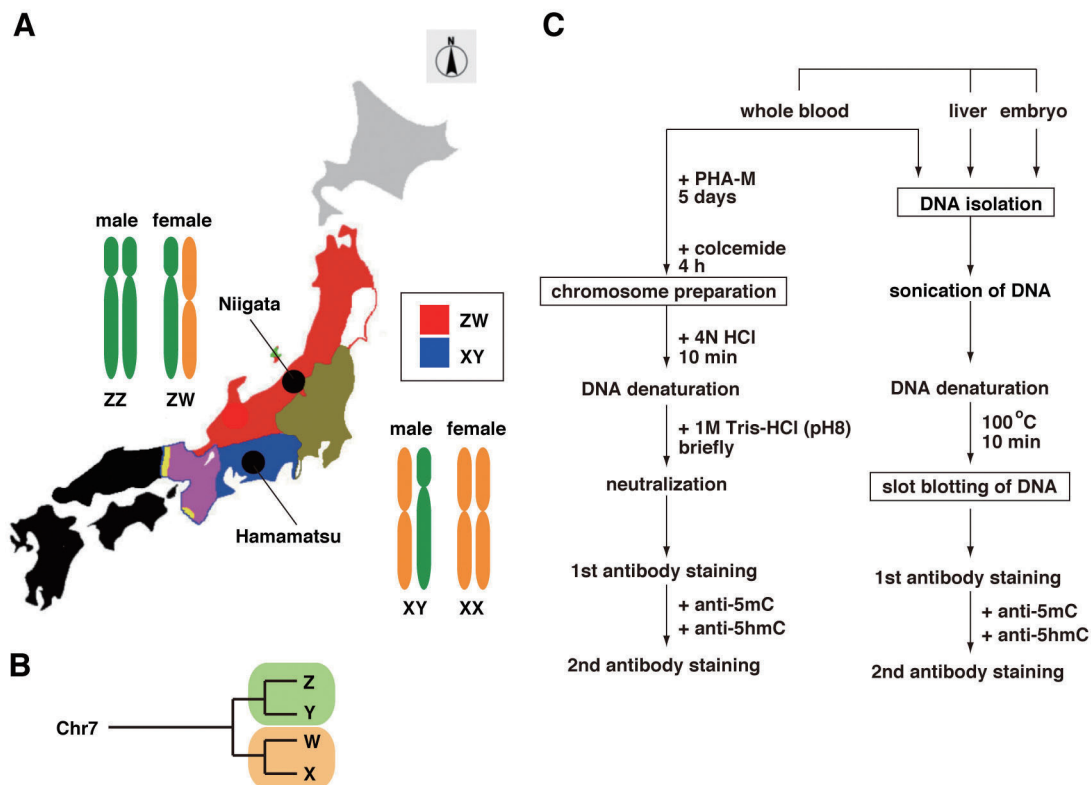 A
N
male female
ZZ ZW
Niigata
ZW
XY
male female
XY XX
Hamamatsu
B
Chr7
Z
Y
W
X
C
whole blood liver embryo
+ PHA-M
5 days
+ colcemide
4 h
chromosome preparation
+ 4N HCl
10 min
DNA denaturation
+ 1M Tris-HCl (pH8)
briefly
neutralization
1st antibody staining
+ anti-5mC
+ anti-5hmC
2nd antibody staining
DNA isolation
sonication of DNA
DNA denaturation
100°C
10 min
slot blotting of DNA
1st antibody staining
+ anti-5mC
+ anti-5hmC
2nd antibody staining